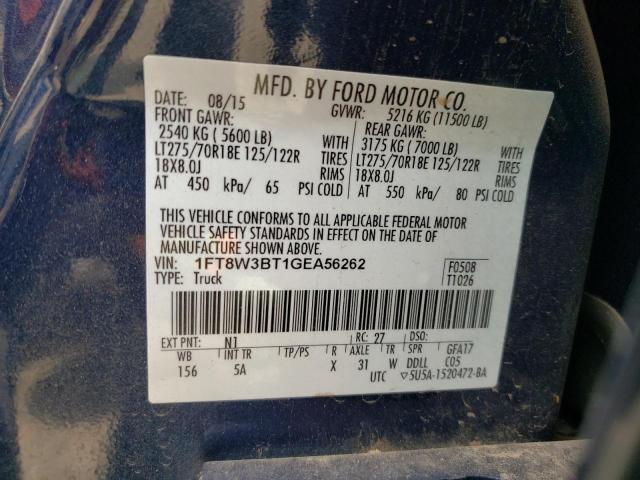 MFD. BY FORD MOTOR CO.
DATE: 08/15 GVWR: 5216 KG (11500 LB)
FRONT GAWR: REAR GAWR:
2540 KG ( 5600 LB) WITH 3175 KG ( 7000 LB) WITH
LT275/70R18E 125/122R TIRES LT275/70R18E 125/122R TIRES
18X8.0J RIMS 18X8.0J RIMS
AT 450 kPa/ 65 PSI COLD AT 550 kPa/ 80 PSI COLD
THIS VEHICLE CONFORMS TO ALL APPLICABLE FEDERAL MOTOR
VEHICLE SAFETY STANDARDS IN EFFECT ON THE DATE OF
MANUFACTURE SHOWN ABOVE.
VIN: 1FT8W3BT1GEA56262 F0508
TYPE: Truck T1026
EXT PNT: N1 RC: 27 DSO:
WB INT TR TP/PS R AXLE TR SPR GFA17
156 5A X 31 W DDLL C05
UTC ▽5U5A-1520472-BA